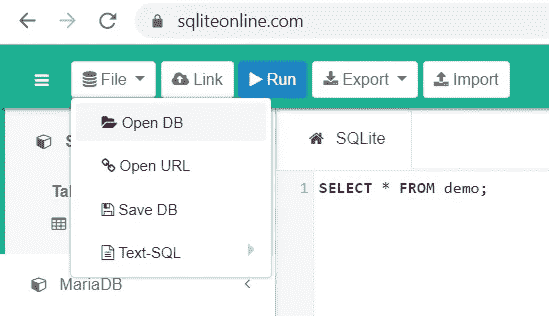 sqliteonline.com
File Link Run Export Import
Open DB
Open URL
Save DB
Text-SQL
S
Tal
MariaDB
SQLite
1 SELECT * FROM demo;